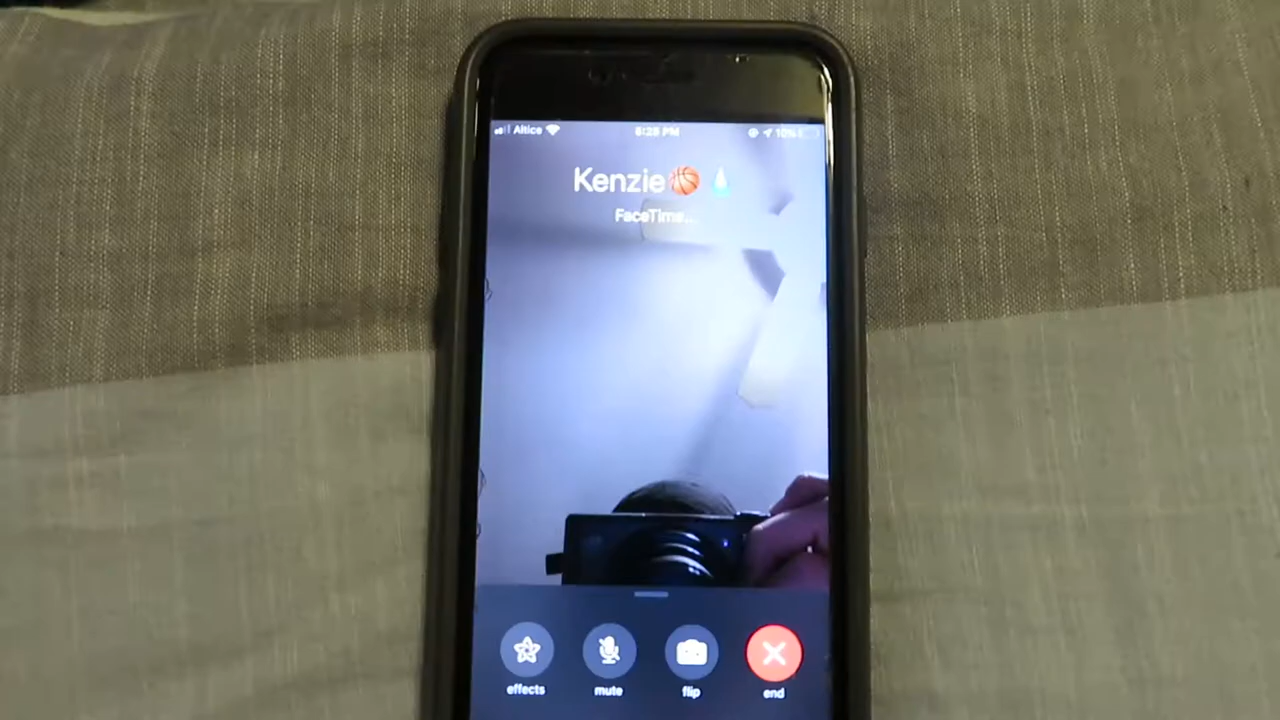 Altice 6:25 PM 10%
Kenzie🏀💧
FaceTime...
effects mute flip end